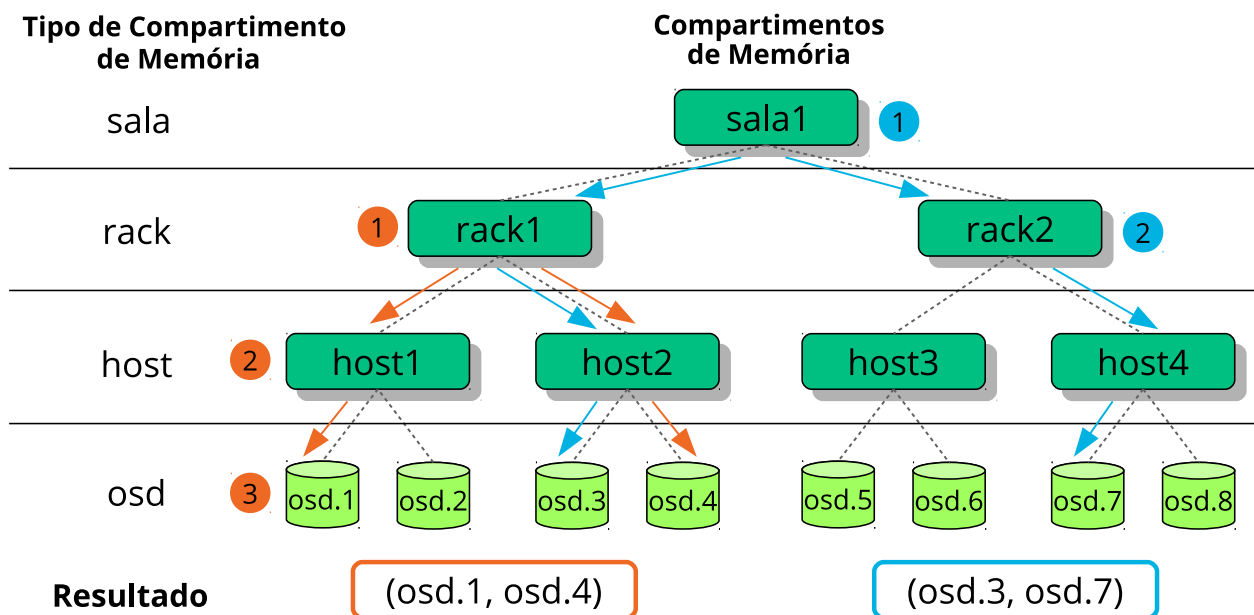 Tipo de Compartimento
de Memória
Compartimentos
de Memória
sala
sala1
1
rack
1
rack1
rack2
2
host
2
host1
host2
host3
host4
osd
3
osd.1
osd.2
osd.3
osd.4
osd.5
osd.6
osd.7
osd.8
Resultado
(osd.1, osd.4)
(osd.3, osd.7)